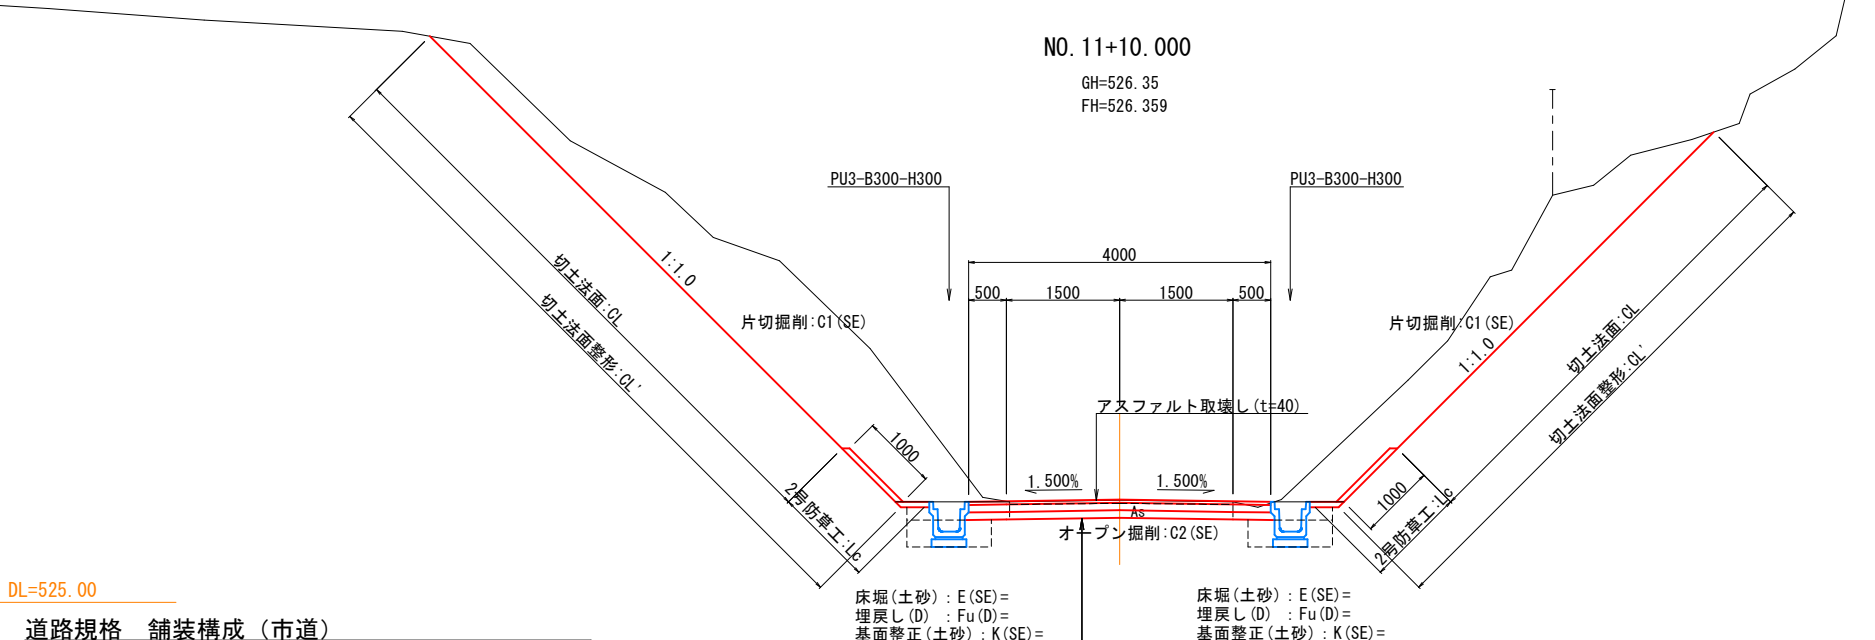 NO.11+10.000
GH=526.35
FH=526.359
PU3-B300-H300
PU3-B300-H300
4000
500
1500
1500
500
1:1.0
切土法面:CL
切土法面整形:CL'
片切掘削:C1(SE)
片切掘削:C1(SE)
1:1.0
切土法面:CL
切土法面整形:CL'
アスファルト取壊し(t=40)
1000
2号防草工:Lc
1.500%
1.500%
1000
2号防草工:Lc
As
オープン掘削:C2(SE)
DL=525.00
床堀(土砂):E(SE)=
埋戻し(D) :Fu(D)=
基面整正(土砂):K(SE)=
床堀(土砂):E(SE)=
埋戻し(D) :Fu(D)=
基面整正(土砂):K(SE)=
道路規格 舗装構成(市道)